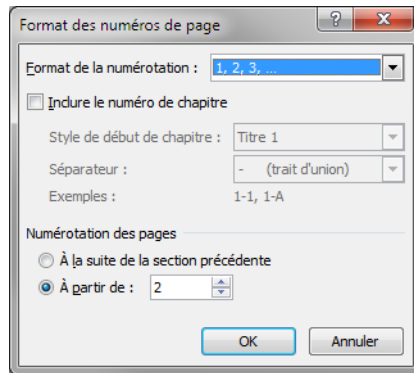 Format des numéros de page
Format de la numérotation : 1, 2, 3, ...
Inclure le numéro de chapitre
Style de début de chapitre : Titre 1
Séparateur : - (trait d'union)
Exemples : 1-1, 1-A
Numérotation des pages
À la suite de la section précédente
À partir de : 2
OK Annuler